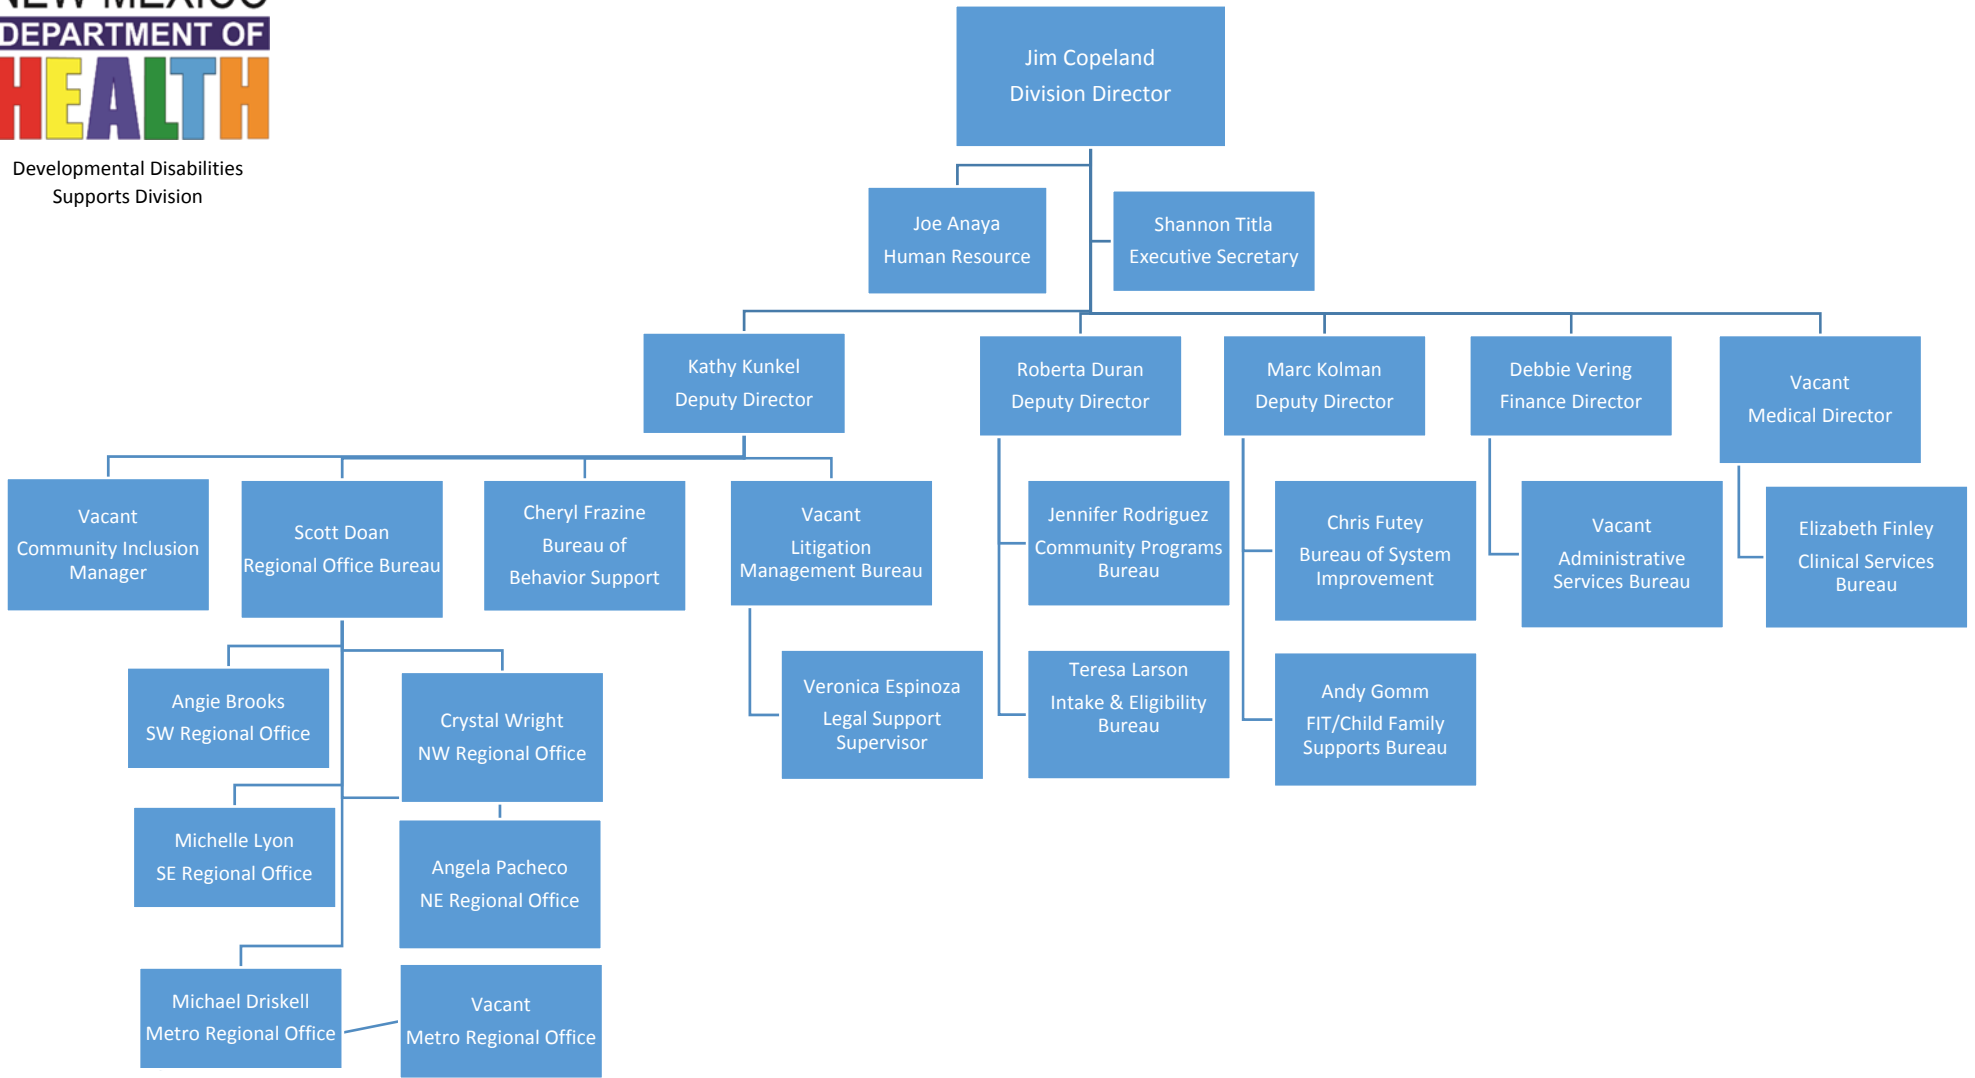 NEW MEXICO
DEPARTMENT OF
HEALTH
Developmental Disabilities
Supports Division
Jim Copeland
Division Director
Joe Anaya
Human Resource
Shannon Titla
Executive Secretary
Kathy Kunkel
Deputy Director
Roberta Duran
Deputy Director
Marc Kolman
Deputy Director
Debbie Vering
Finance Director
Vacant
Medical Director
Vacant
Community Inclusion
Manager
Scott Doan
Regional Office Bureau
Cheryl Frazine
Bureau of
Behavior Support
Vacant
Litigation
Management Bureau
Jennifer Rodriguez
Community Programs
Bureau
Chris Futey
Bureau of System
Improvement
Vacant
Administrative
Services Bureau
Elizabeth Finley
Clinical Services
Bureau
Angie Brooks
SW Regional Office
Crystal Wright
NW Regional Office
Veronica Espinoza
Legal Support
Supervisor
Teresa Larson
Intake & Eligibility
Bureau
Andy Gomm
FIT/Child Family
Supports Bureau
Michelle Lyon
SE Regional Office
Angela Pacheco
NE Regional Office
Michael Driskell
Metro Regional Office
Vacant
Metro Regional Office